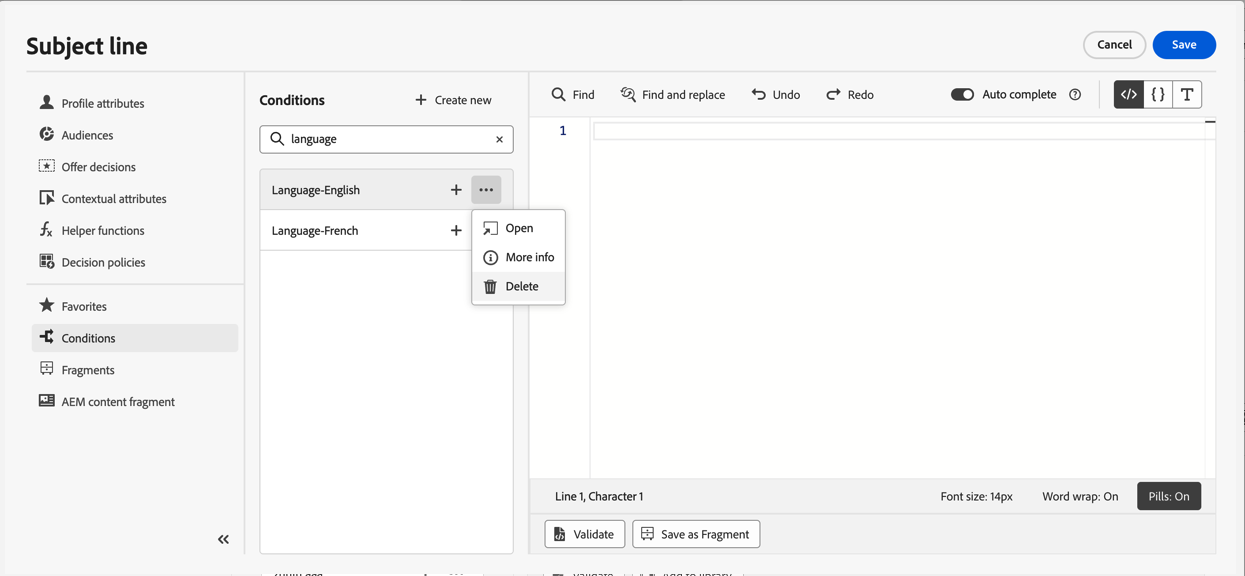 Subject line
Cancel
Save
Profile attributes
Audiences
Offer decisions
Contextual attributes
Helper functions
Decision policies
Favorites
Conditions
Fragments
AEM content fragment
Conditions
Create new
language
Language-English
Language-French
Open
More info
Delete
Find
Find and replace
Undo
Redo
Auto complete
1
Line 1, Character 1
Font size: 14px
Word wrap: On
Pills: On
Validate
Save as Fragment